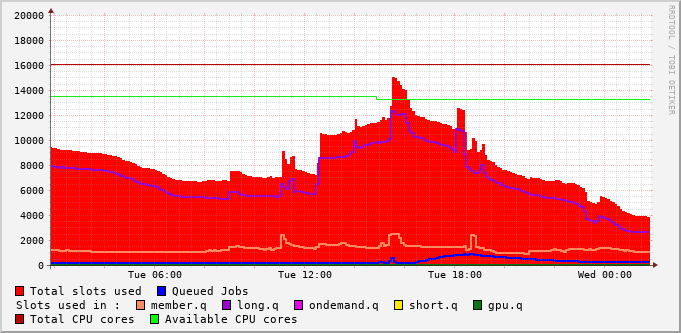 20000
18000
16000
14000
12000
10000
8000
6000
4000
2000
0
Tue 06:00 Tue 12:00 Tue 18:00 Wed 00:00
Total slots used Queued Jobs
Slots used in : member.q long.q ondemand.q short.q gpu.q
Total CPU cores Available CPU cores
RRDTOOL / TOBI OETIKER